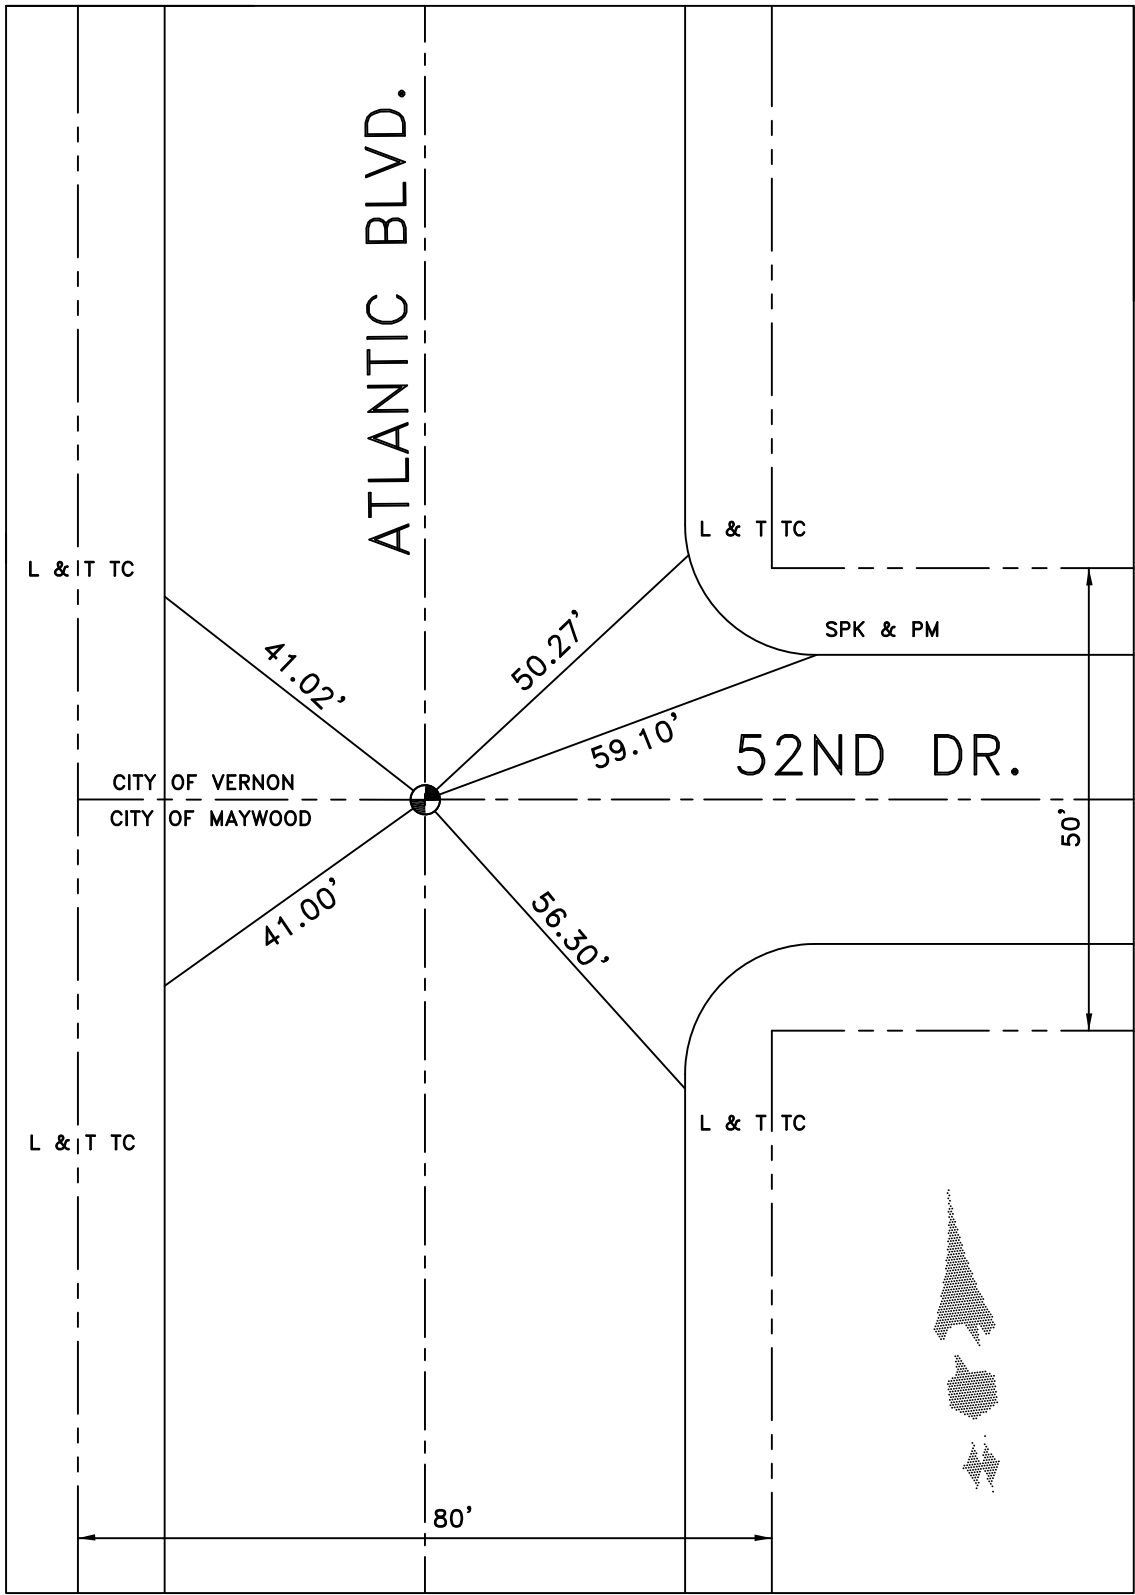 ATLANTIC BLVD.
L & T TC
L & T TC
SPK & PM
41.02'
50.27'
59.10'
52ND DR.
CITY OF VERNON
CITY OF MAYWOOD
50'
41.00'
56.30'
L & T TC
L & T TC
80'